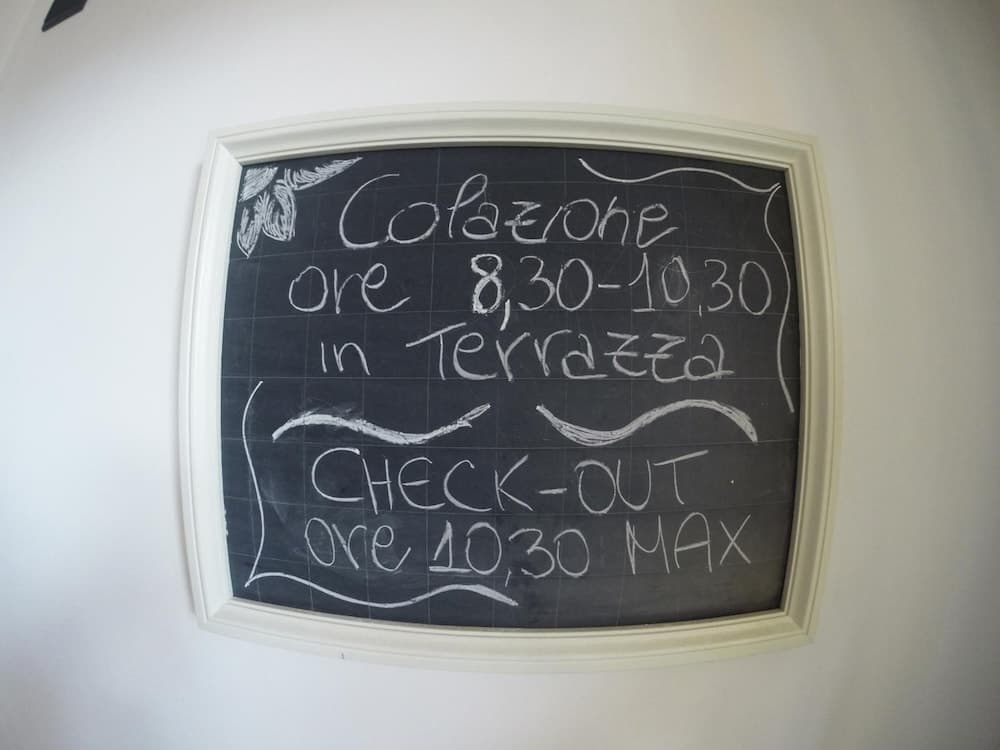 Colazione
ore 8,30-10,30
in Terrazza
CHECK-OUT
ore 10,30 MAX